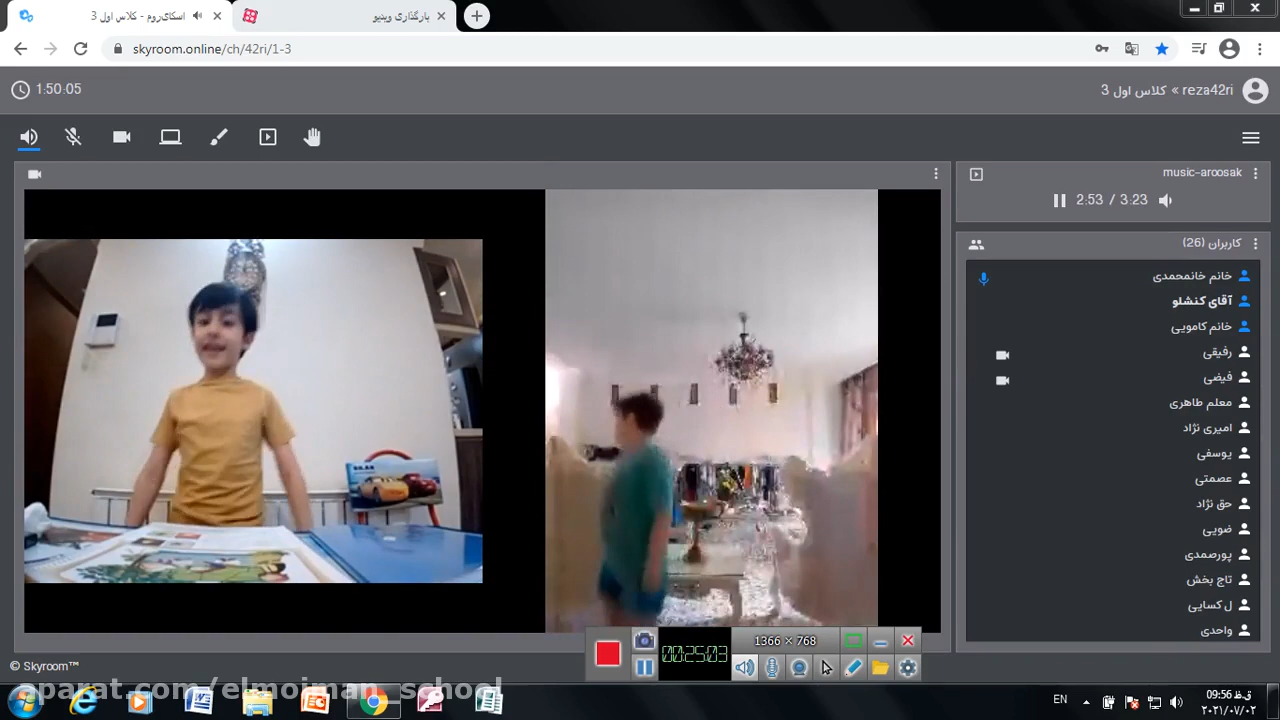 اسکای‌روم - کلاس اول 3
بارگذاری ویدیو
skyroom.online/ch/42ri/1-3
1:50:05
reza42ri » کلاس اول 3
music-aroosak
2:53 / 3:23
کاربران (26)
خانم خانمحمدی
آقای کنشلو
خانم کامویی
رفیقی
فیضی
معلم طاهری
امیری نژاد
یوسفی
عصمتی
حق نژاد
ضویی
پورصمدی
تاج بخش
ل کسایی
واحدی
1366 × 768
00:25:03
© Skyroom™
aparat.com/elmoiman_school
EN
09:56 ق.ظ
۲۰۲۱/۰۷/۰۲